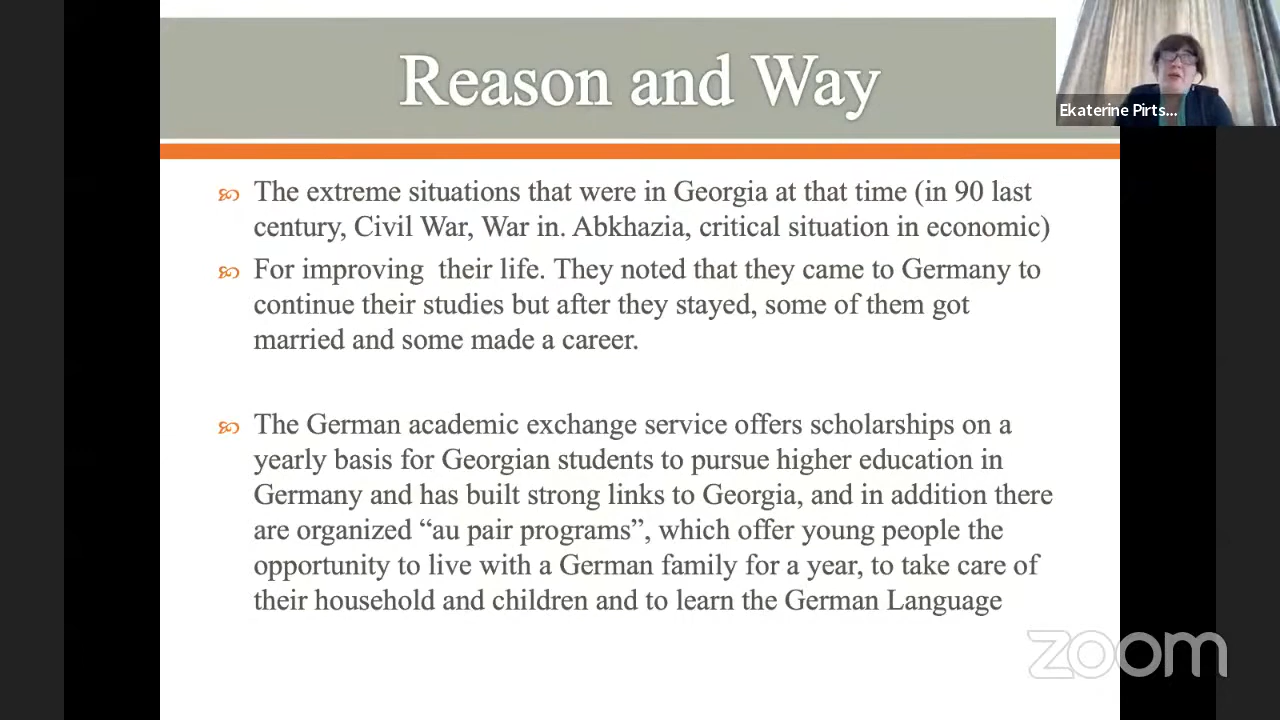 Reason and Way
Ekaterine Pirts...
The extreme situations that were in Georgia at that time (in 90 last
century, Civil War, War in. Abkhazia, critical situation in economic)
For improving  their life. They noted that they came to Germany to
continue their studies but after they stayed, some of them got
married and some made a career.
The German academic exchange service offers scholarships on a
yearly basis for Georgian students to pursue higher education in
Germany and has built strong links to Georgia, and in addition there
are organized “au pair programs”, which offer young people the
opportunity to live with a German family for a year, to take care of
their household and children and to learn the German Language
zoom